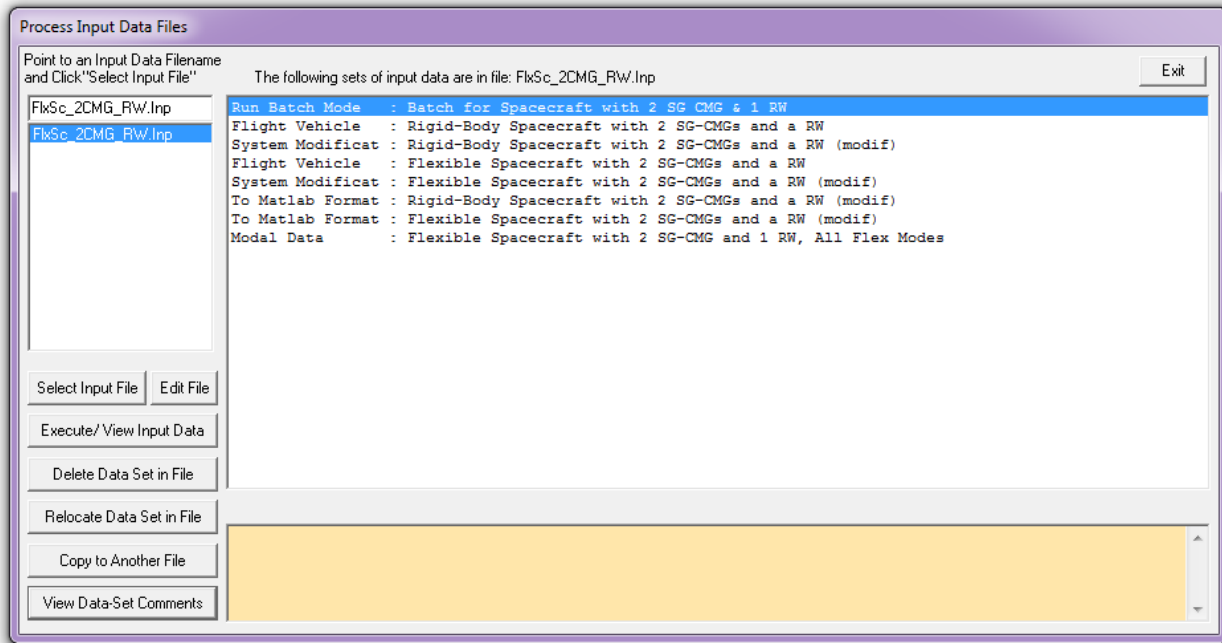 Process Input Data Files
Point to an Input Data Filename
and Click"Select Input File"
The following sets of input data are in file: FlxSc_2CMG_RW.Inp
Exit
FlxSc_2CMG_RW.Inp
FlxSc_2CMG_RW.Inp
Run Batch Mode : Batch for Spacecraft with 2 SG CMG & 1 RW
Flight Vehicle : Rigid-Body Spacecraft with 2 SG-CMGs and a RW
System Modificat : Rigid-Body Spacecraft with 2 SG-CMGs and a RW (modif)
Flight Vehicle : Flexible Spacecraft with 2 SG-CMGs and a RW
System Modificat : Flexible Spacecraft with 2 SG-CMGs and a RW (modif)
To Matlab Format : Rigid-Body Spacecraft with 2 SG-CMGs and a RW (modif)
To Matlab Format : Flexible Spacecraft with 2 SG-CMGs and a RW (modif)
Modal Data : Flexible Spacecraft with 2 SG-CMG and 1 RW, All Flex Modes
Select Input File
Edit File
Execute/ View Input Data
Delete Data Set in File
Relocate Data Set in File
Copy to Another File
View Data-Set Comments